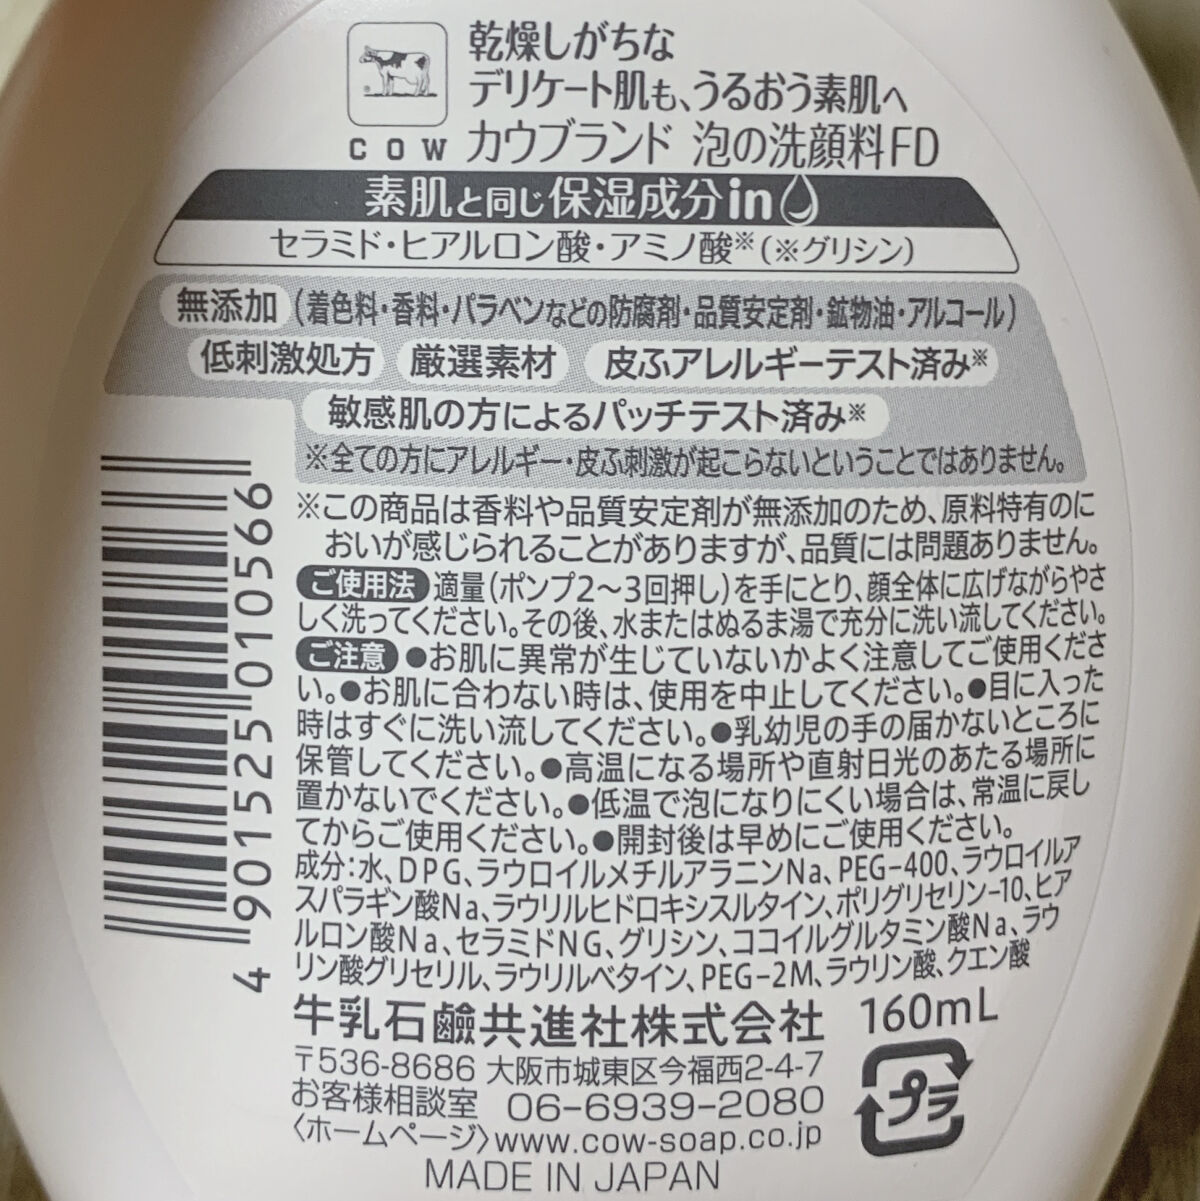 乾燥しがちな
デリケート肌も、うるおう素肌へ
COW カウブランド 泡の洗顔料FD
素肌と同じ保湿成分in
セラミド・ヒアルロン酸・アミノ酸※(※グリシン)
無添加(着色料・香料・パラベンなどの防腐剤・品質安定剤・鉱物油・アルコール)
低刺激処方 厳選素材 皮ふアレルギーテスト済み※
敏感肌の方によるパッチテスト済み※
※全ての方にアレルギー・皮ふ刺激が起こらないということではありません。
※この商品は香料や品質安定剤が無添加のため、原料特有のに
おいが感じられることがありますが、品質には問題ありません。
ご使用法 適量(ポンプ2〜3回押し)を手にとり、顔全体に広げながらやさ
しく洗ってください。その後、水またはぬるま湯で充分に洗い流してください。
ご注意 ●お肌に異常が生じていないかよく注意してご使用くださ
い。●お肌に合わない時は、使用を中止してください。●目に入った
時はすぐに洗い流してください。●乳幼児の手の届かないところに
保管してください。●高温になる場所や直射日光のあたる場所に
置かないでください。●低温で泡になりにくい場合は、常温に戻し
てからご使用ください。●開封後は早めにご使用ください。
成分:水、DPG、ラウロイルメチルアラニンNa、PEG-400、ラウロイルア
スパラギン酸Na、ラウリルヒドロキシスルタイン、ポリグリセリン-10、ヒア
ルロン酸Na、セラミドNG、グリシン、ココイルグルタミン酸Na、ラウ
リン酸グリセリル、ラウリルベタイン、PEG-2M、ラウリン酸、クエン酸
牛乳石鹼共進社株式会社 160mL
〒536-8686 大阪市城東区今福西2-4-7
お客様相談室 06-6939-2080
〈ホームページ〉www.cow-soap.co.jp
MADE IN JAPAN
プラ
4 901525 010566